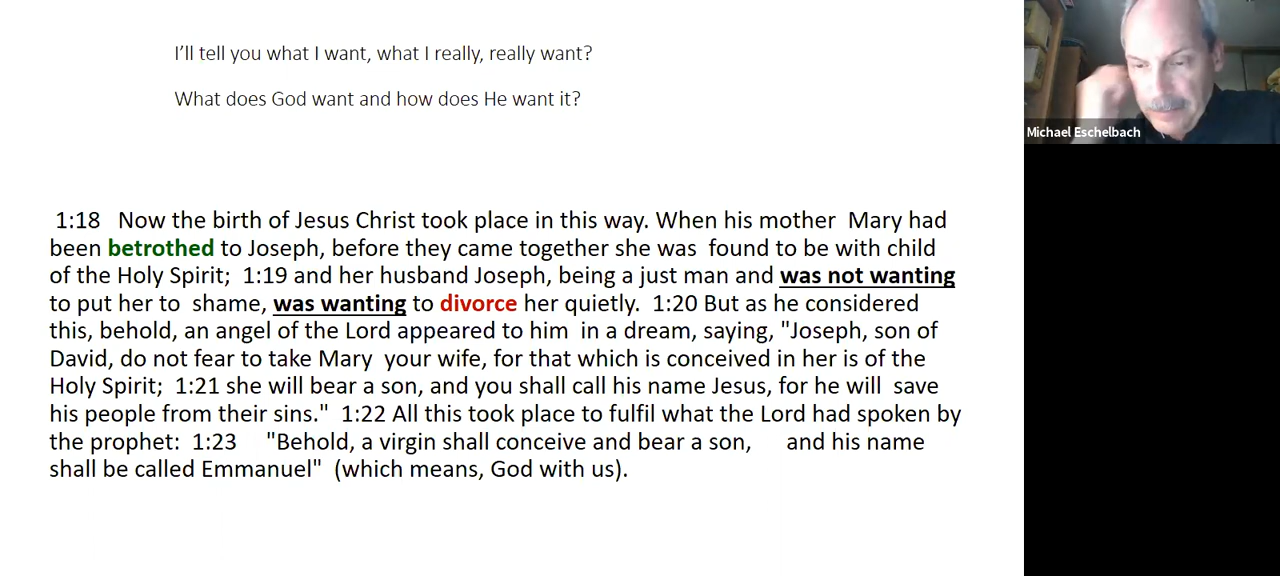 I'll tell you what I want, what I really, really want?
What does God want and how does He want it?
Michael Eschelbach
1:18 Now the birth of Jesus Christ took place in this way. When his mother Mary had
been betrothed to Joseph, before they came together she was found to be with child
of the Holy Spirit; 1:19 and her husband Joseph, being a just man and was not wanting
to put her to shame, was wanting to divorce her quietly. 1:20 But as he considered
this, behold, an angel of the Lord appeared to him in a dream, saying, "Joseph, son of
David, do not fear to take Mary your wife, for that which is conceived in her is of the
Holy Spirit; 1:21 she will bear a son, and you shall call his name Jesus, for he will save
his people from their sins." 1:22 All this took place to fulfil what the Lord had spoken by
the prophet: 1:23 "Behold, a virgin shall conceive and bear a son, and his name
shall be called Emmanuel" (which means, God with us).